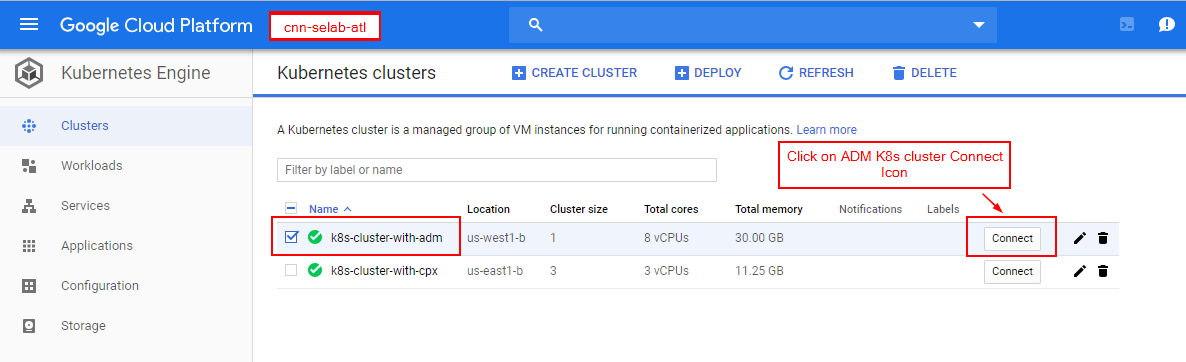 Google Cloud Platform
cnn-selab-atl
Kubernetes Engine
Kubernetes clusters
CREATE CLUSTER
DEPLOY
REFRESH
DELETE
Clusters
Workloads
Services
Applications
Configuration
Storage
A Kubernetes cluster is a managed group of VM instances for running containerized applications. Learn more
Click on ADM K8s cluster Connect
Icon
Filter by label or name
Name Location Cluster size Total cores Total memory Notifications Labels
k8s-cluster-with-adm us-west1-b 1 8 vCPUs 30.00 GB Connect
k8s-cluster-with-cpx us-east1-b 3 3 vCPUs 11.25 GB Connect